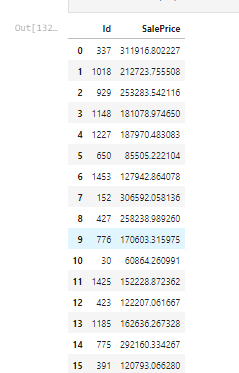 Out[132...
Id SalePrice
0 337 311916.802227
1 1018 212723.755508
2 929 253283.542116
3 1148 181078.974650
4 1227 187970.483083
5 650 85505.222104
6 1453 127942.864078
7 152 306592.058136
8 427 258238.989260
9 776 170603.315975
10 30 60864.260991
11 1425 152228.872362
12 423 122207.061667
13 1185 162636.267328
14 775 292160.334267
15 391 120793.066280